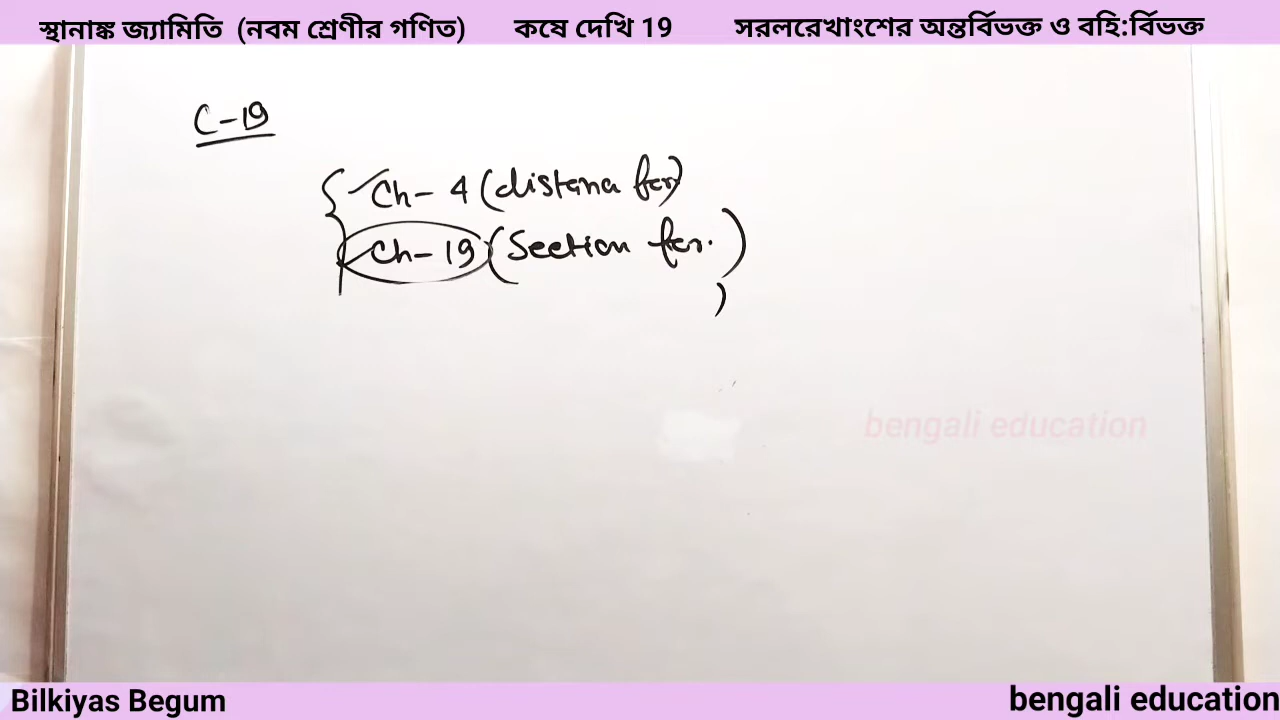 স্থানাঙ্ক জ্যামিতি (নবম শ্রেণীর গণিত) কষে দেখি 19 সরলরেখাংশের অন্তর্বিভক্ত ও বহি:র্বিভক্ত
C-19
Ch-4 (distana for)
Ch-19 (Section for.)
bengali education
Bilkiyas Begum bengali education